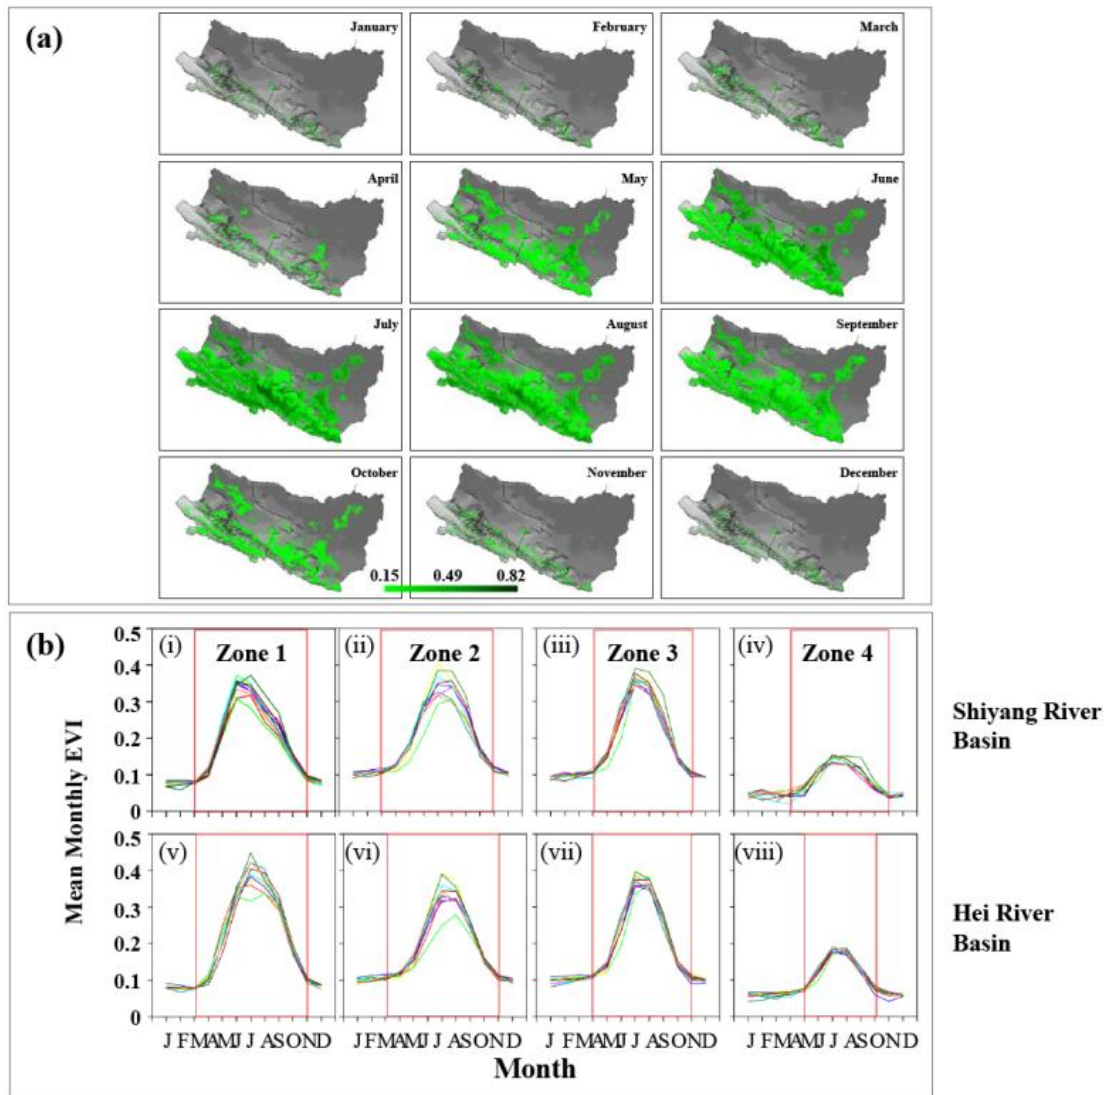 (a)
January
February
March
April
May
June
July
August
September
October
November
December
0.15 0.49 0.82
(b)
Mean Monthly EVI
0.5
0.4
0.3
0.2
0.1
0
(i) Zone 1
(ii) Zone 2
(iii) Zone 3
(iv) Zone 4
Shiyang River
Basin
0.5
0.4
0.3
0.2
0.1
0
(v)
(vi)
(vii)
(viii)
Hei River
Basin
J FMAMJ J ASOND
J FMAMJ J ASOND
J FMAMJ J ASOND
J FMAMJ J ASOND
Month